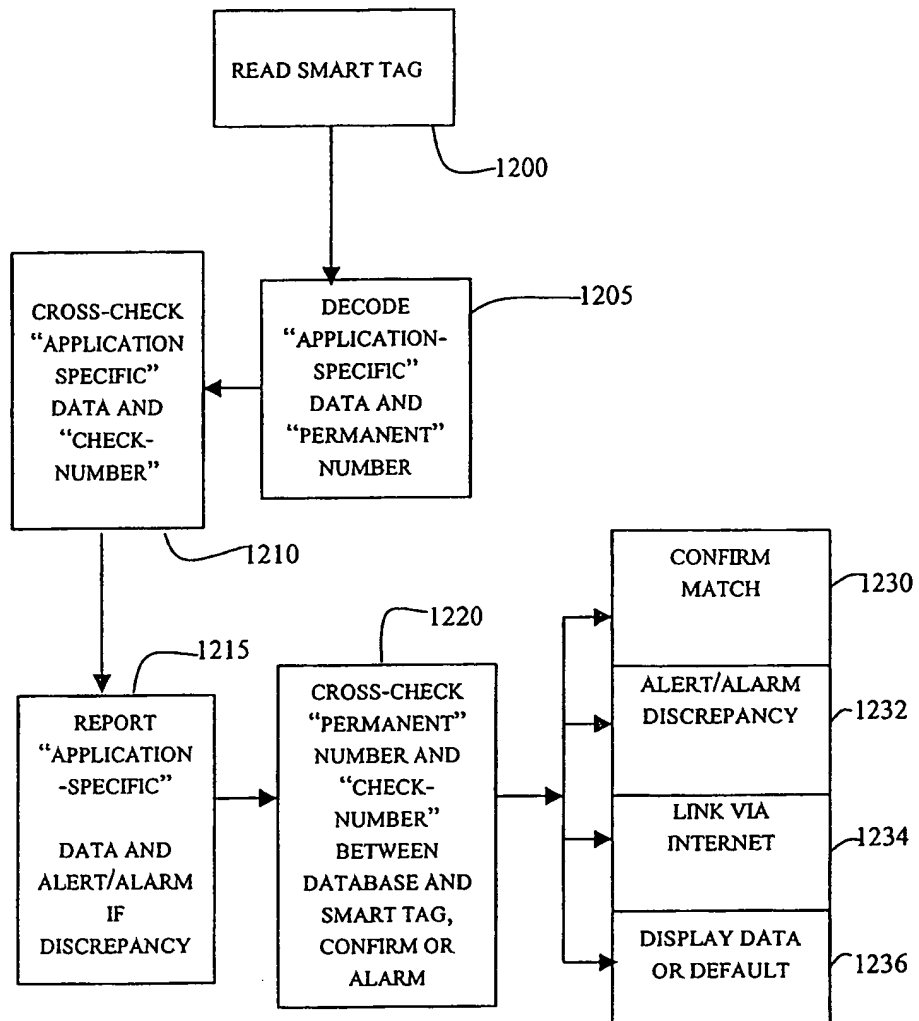 READ SMART TAG
1200
DECODE
“APPLICATION-
SPECIFIC”
DATA AND
“PERMANENT”
NUMBER
1205
CROSS-CHECK
“APPLICATION
SPECIFIC”
DATA AND
“CHECK-
NUMBER”
1210
REPORT
“APPLICATION
-SPECIFIC”
DATA AND
ALERT/ALARM
IF
DISCREPANCY
1215
CROSS-CHECK
“PERMANENT”
NUMBER AND
“CHECK-
NUMBER”
BETWEEN
DATABASE AND
SMART TAG,
CONFIRM OR
ALARM
1220
CONFIRM
MATCH
1230
ALERT/ALARM
DISCREPANCY
1232
LINK VIA
INTERNET
1234
DISPLAY DATA
OR DEFAULT
1236